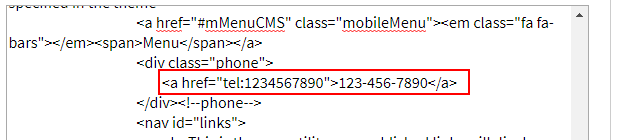 specified in the theme
<a href="#mMenuCMS" class="mobileMenu"><em class="fa fa-
bars"></em><span>Menu</span></a>
<div class="phone">
<a href="tel:1234567890">123-456-7890</a>
</div><!--phone-->
<nav id="links">